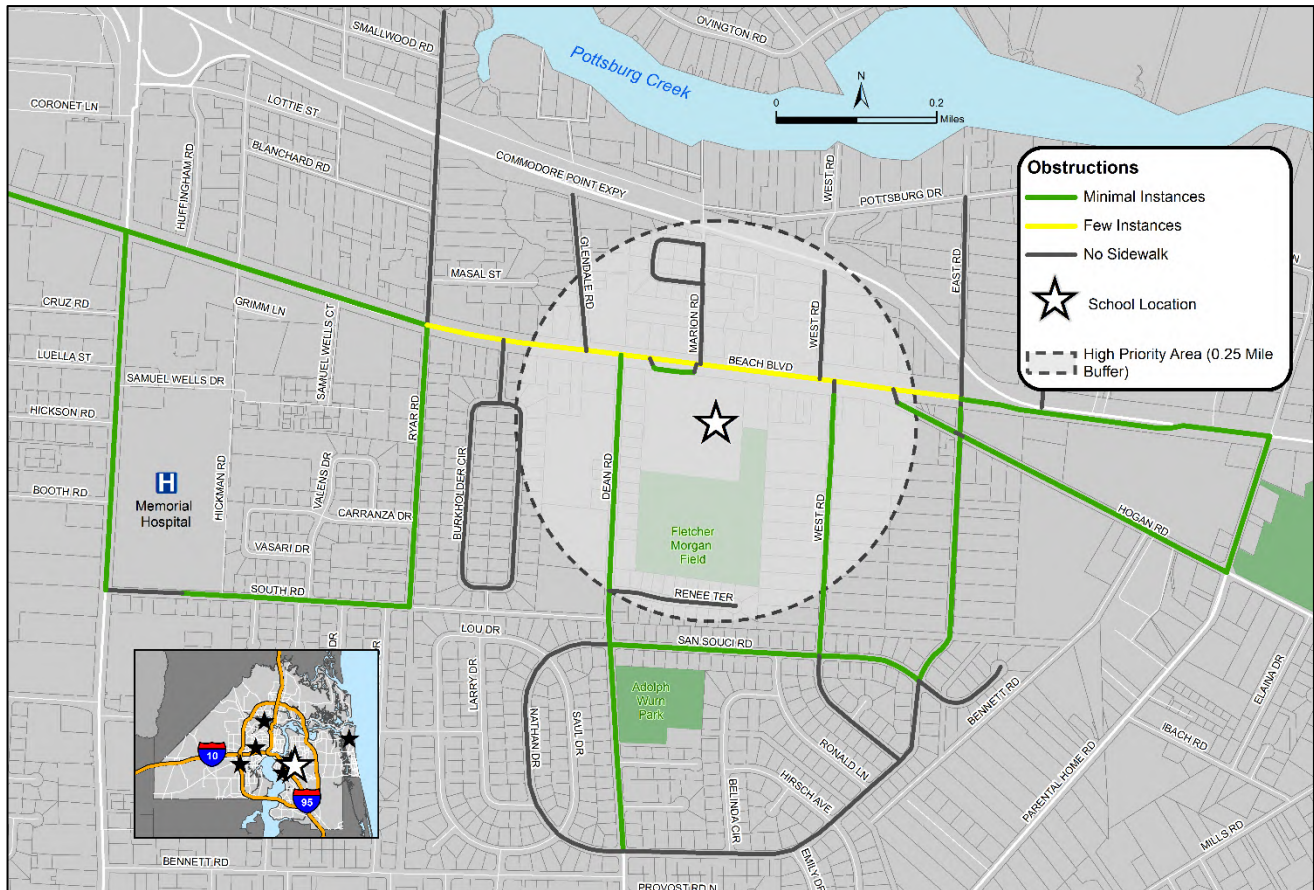 SMALLWOOD RD
OVINGTON RD
Pottsburg Creek
N
0
0.2
Miles
CORONET LN
LOTTIE ST
HUFFINGHAM RD
BLANCHARD RD
COMMODORE POINT EXPY
WEST RD
POTTSBURG DR
Obstructions
Minimal Instances
Few Instances
No Sidewalk
School Location
High Priority Area (0.25 Mile
Buffer)
GLENDALE RD
EAST RD
MASAL ST
MARION RD
WEST RD
CRUZ RD
GRIMM LN
SAMUEL WELLS CT
BEACH BLVD
LUELLA ST
SAMUEL WELLS DR
HICKSON RD
RYAR RD
HICKMAN RD
VALENS DR
BURKHOLDER CIR
DEAN RD
WEST RD
HOGAN RD
H
Memorial
Hospital
BOOTH RD
CARRANZA DR
VASARI DR
Fletcher
Morgan
Field
SOUTH RD
RENEE TER
LOU DR
SAN SOUCI RD
DR
DR
LARRY DR
NATHAN DR
SAUL DR
Adolph
Wurn
Park
BENNETT RD
ELAINA DR
RONALD LN
IBACH RD
PARENTAL HOME RD
BELINDA CIR
HIRSCH AVE
MILLS RD
EMILY DR
10
95
BENNETT RD
PROVOST RD N